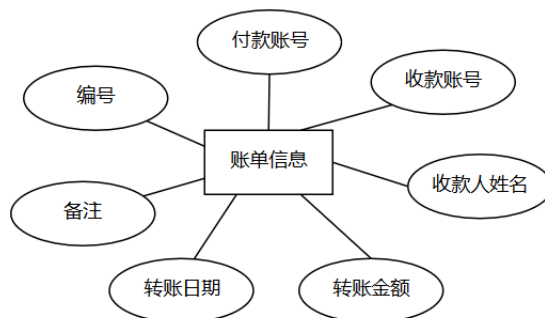 付款账号
收款账号
编号
账单信息
收款人姓名
备注
转账日期
转账金额